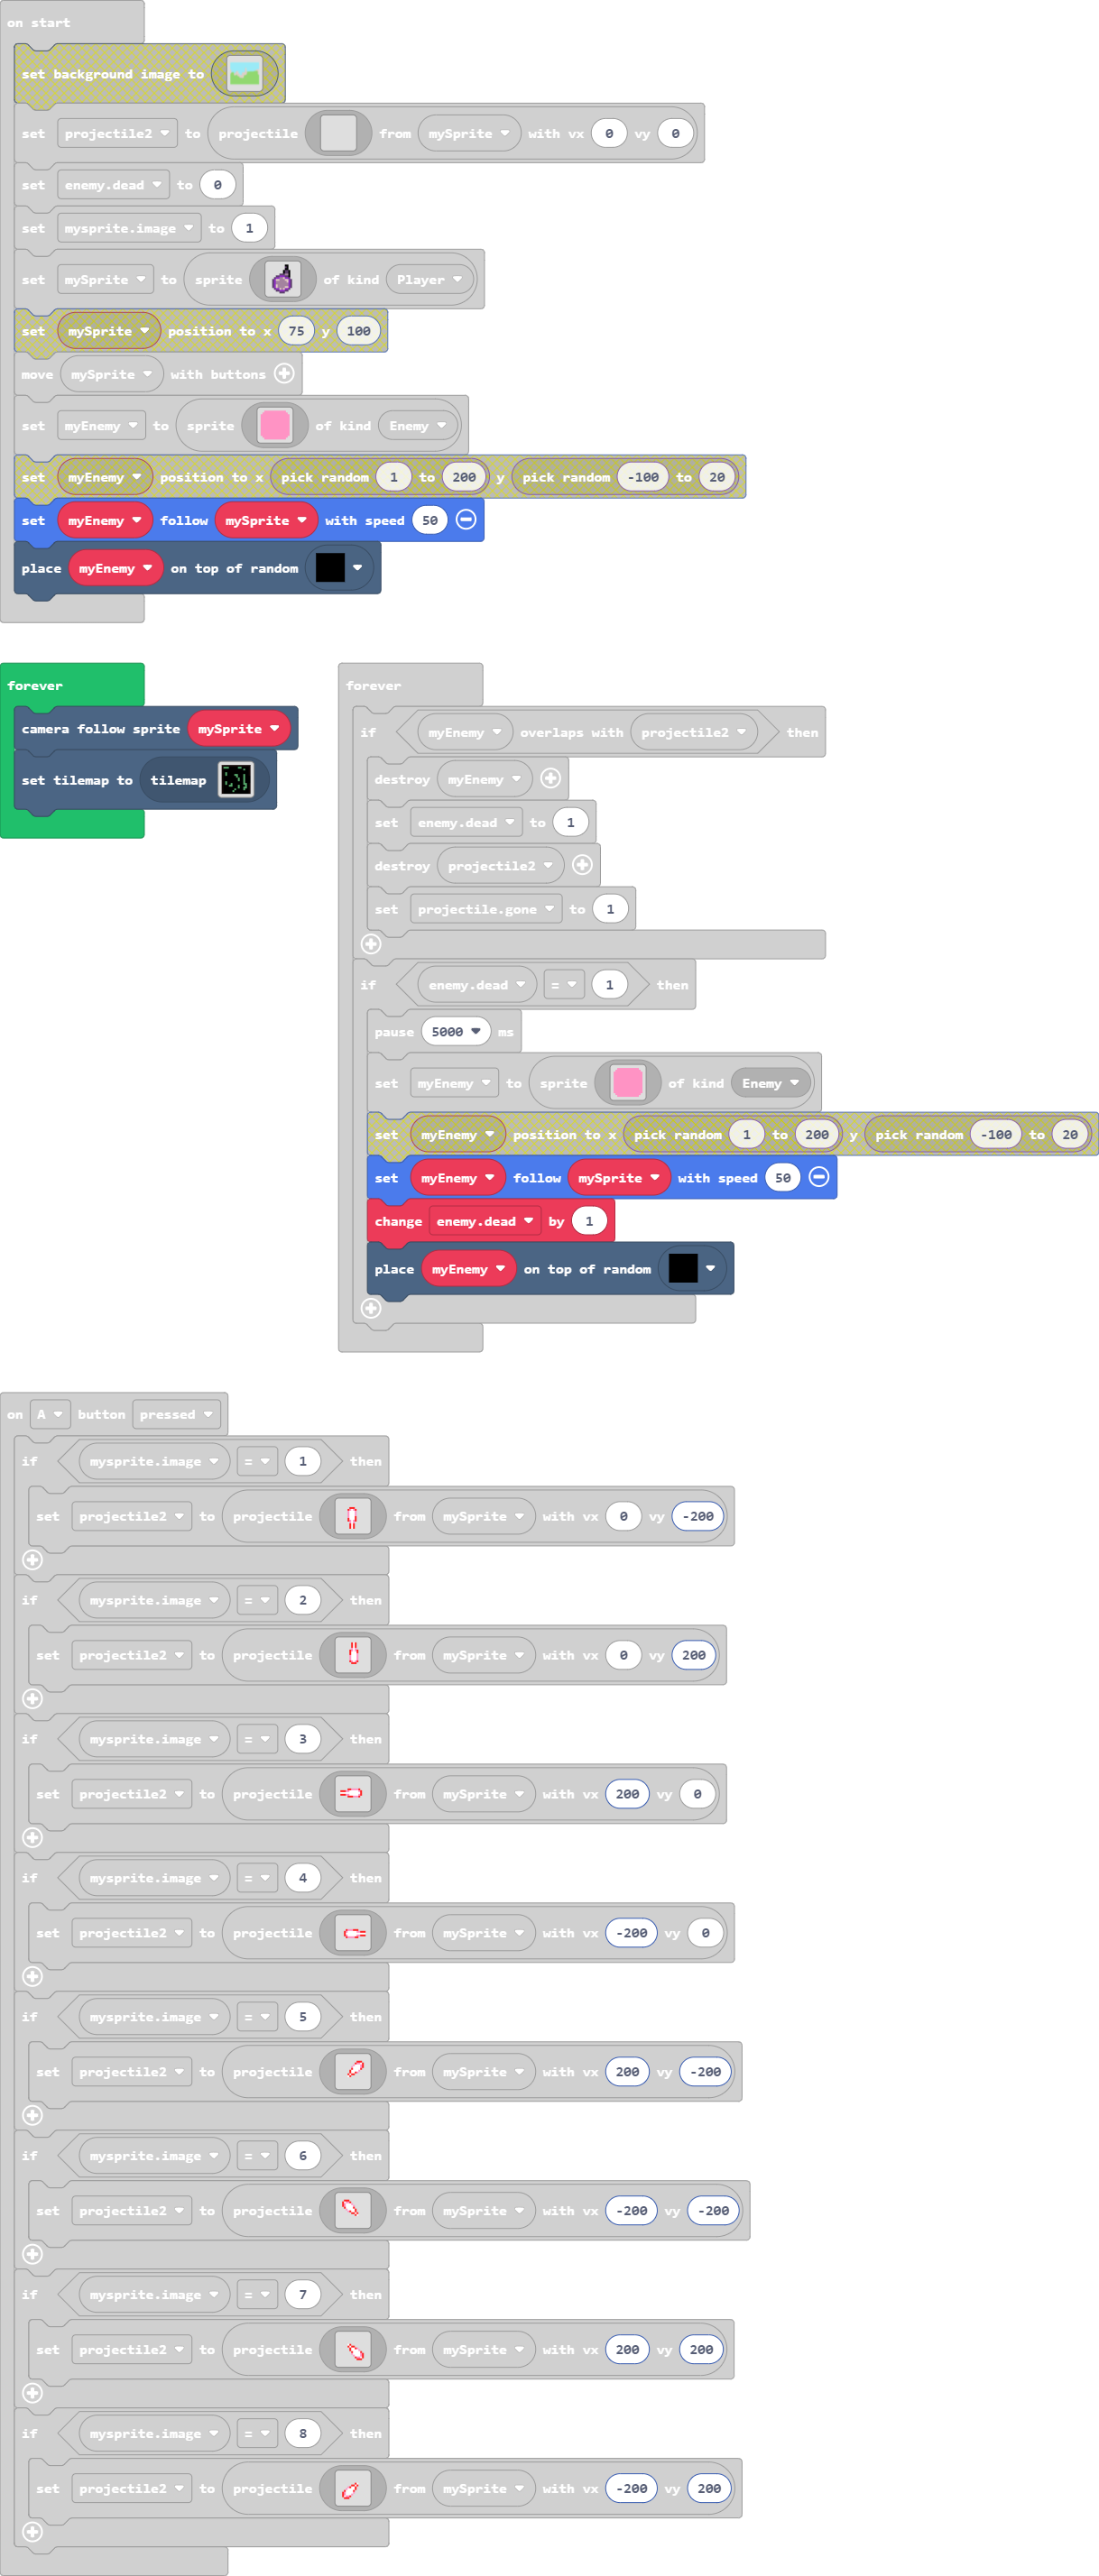 on start
set background image to
set projectile2 to projectile from mySprite with vx 0 vy 0
set enemy.dead to 0
set mysprite.image to 1
set mySprite to sprite of kind Player
set mySprite position to x 75 y 100
move mySprite with buttons
set myEnemy to sprite of kind Enemy
set myEnemy position to x pick random 1 to 200 y pick random -100 to 20
set myEnemy follow mySprite with speed 50
place myEnemy on top of random
forever
camera follow sprite mySprite
set tilemap to tilemap
forever
if myEnemy overlaps with projectile2 then
destroy myEnemy
set enemy.dead to 1
destroy projectile2
set projectile.gone to 1
if enemy.dead = 1 then
pause 5000 ms
set myEnemy to sprite of kind Enemy
set myEnemy position to x pick random 1 to 200 y pick random -100 to 20
set myEnemy follow mySprite with speed 50
change enemy.dead by 1
place myEnemy on top of random
on A button pressed
if mysprite.image = 1 then
set projectile2 to projectile from mySprite with vx 0 vy -200
if mysprite.image = 2 then
set projectile2 to projectile from mySprite with vx 0 vy 200
if mysprite.image = 3 then
set projectile2 to projectile from mySprite with vx 200 vy 0
if mysprite.image = 4 then
set projectile2 to projectile from mySprite with vx -200 vy 0
if mysprite.image = 5 then
set projectile2 to projectile from mySprite with vx 200 vy -200
if mysprite.image = 6 then
set projectile2 to projectile from mySprite with vx -200 vy -200
if mysprite.image = 7 then
set projectile2 to projectile from mySprite with vx 200 vy 200
if mysprite.image = 8 then
set projectile2 to projectile from mySprite with vx -200 vy 200